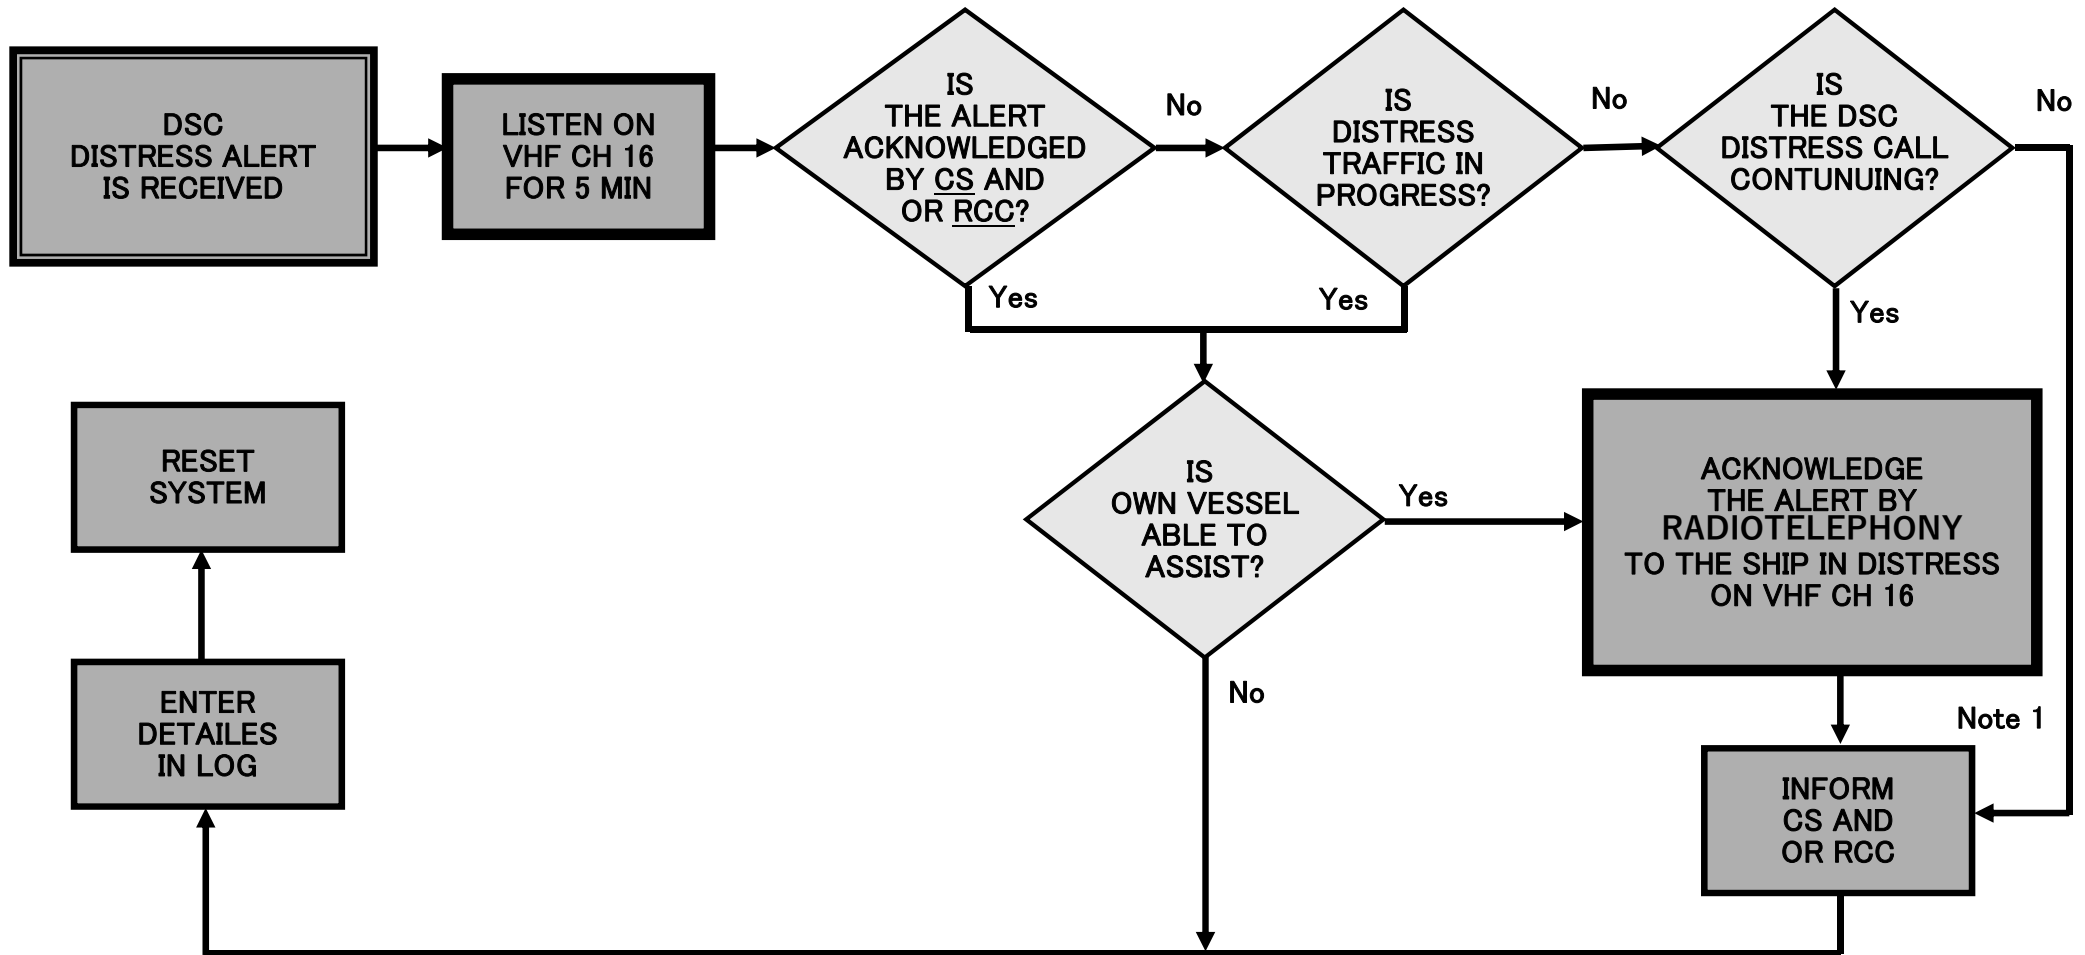 DSC
DISTRESS ALERT
IS RECEIVED
LISTEN ON
VHF CH 16
FOR 5 MIN
IS
THE ALERT
ACKNOWLEDGED
BY CS AND
OR RCC?
No
Yes
IS
DISTRESS
TRAFFIC IN
PROGRESS?
No
Yes
IS
THE DSC
DISTRESS CALL
CONTUNUING?
No
Yes
RESET
SYSTEM
IS
OWN VESSEL
ABLE TO
ASSIST?
Yes
No
ACKNOWLEDGE
THE ALERT BY
RADIOTELEPHONY
TO THE SHIP IN DISTRESS
ON VHF CH 16
ENTER
DETAILES
IN LOG
Note 1
INFORM
CS AND
OR RCC